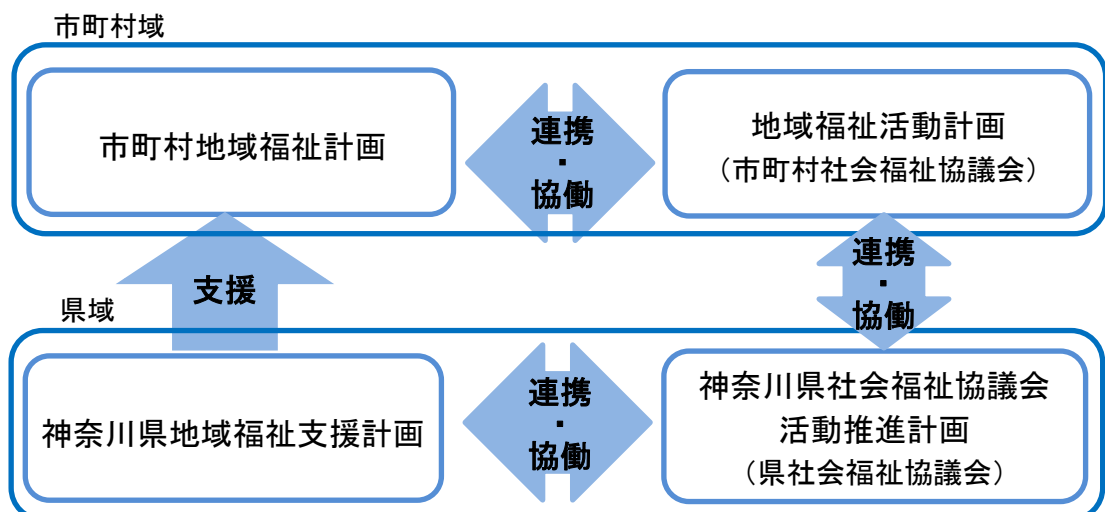 市町村域
市町村地域福祉計画
連携
・
協働
地域福祉活動計画
（市町村社会福祉協議会）
支援
連携
・
協働
県域
神奈川県地域福祉支援計画
連携
・
協働
神奈川県社会福祉協議会
活動推進計画
（県社会福祉協議会）